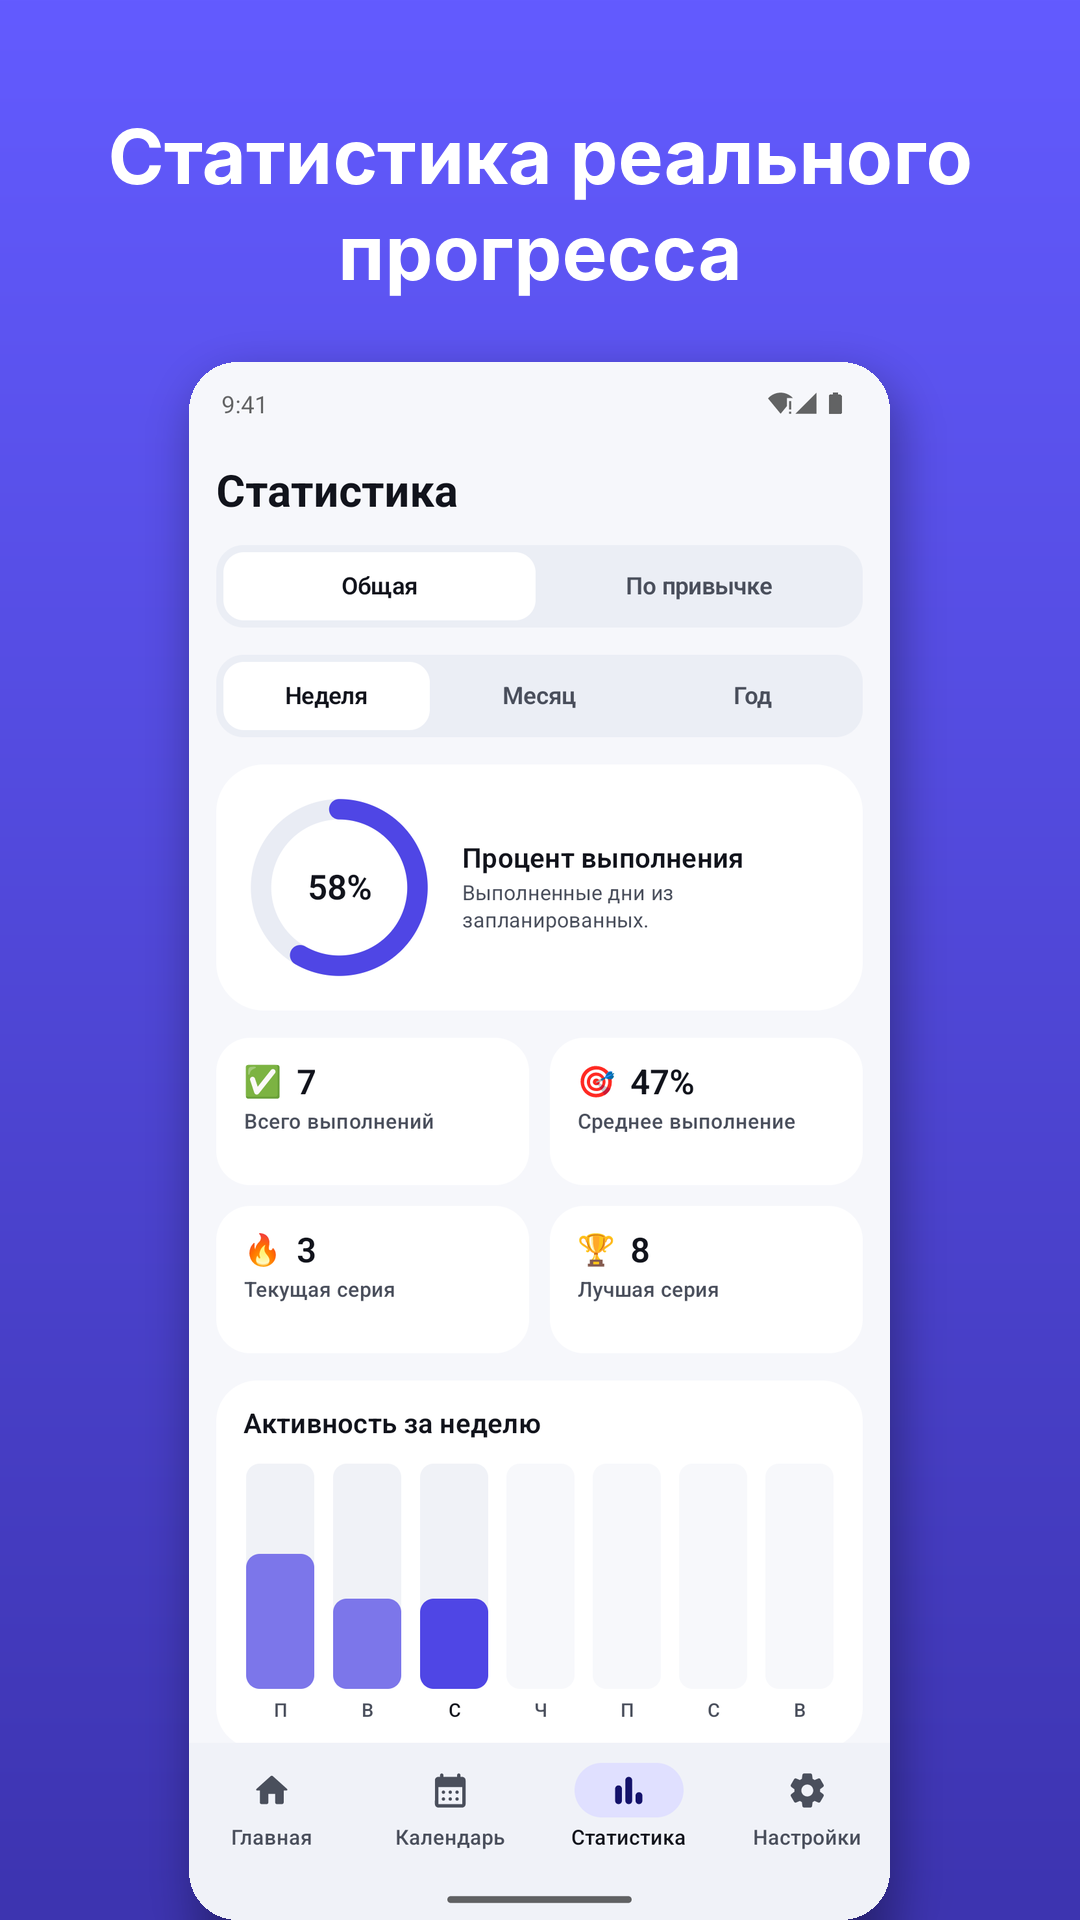 Статистика реального
прогресса
9:41
Статистика
Общая По привычке
Неделя Месяц Год
58%
Процент выполнения
Выполненные дни из
запланированных.
7
Всего выполнений
47%
Среднее выполнение
3
Текущая серия
8
Лучшая серия
Активность за неделю
П В С Ч П С В
Главная Календарь Статистика Настройки